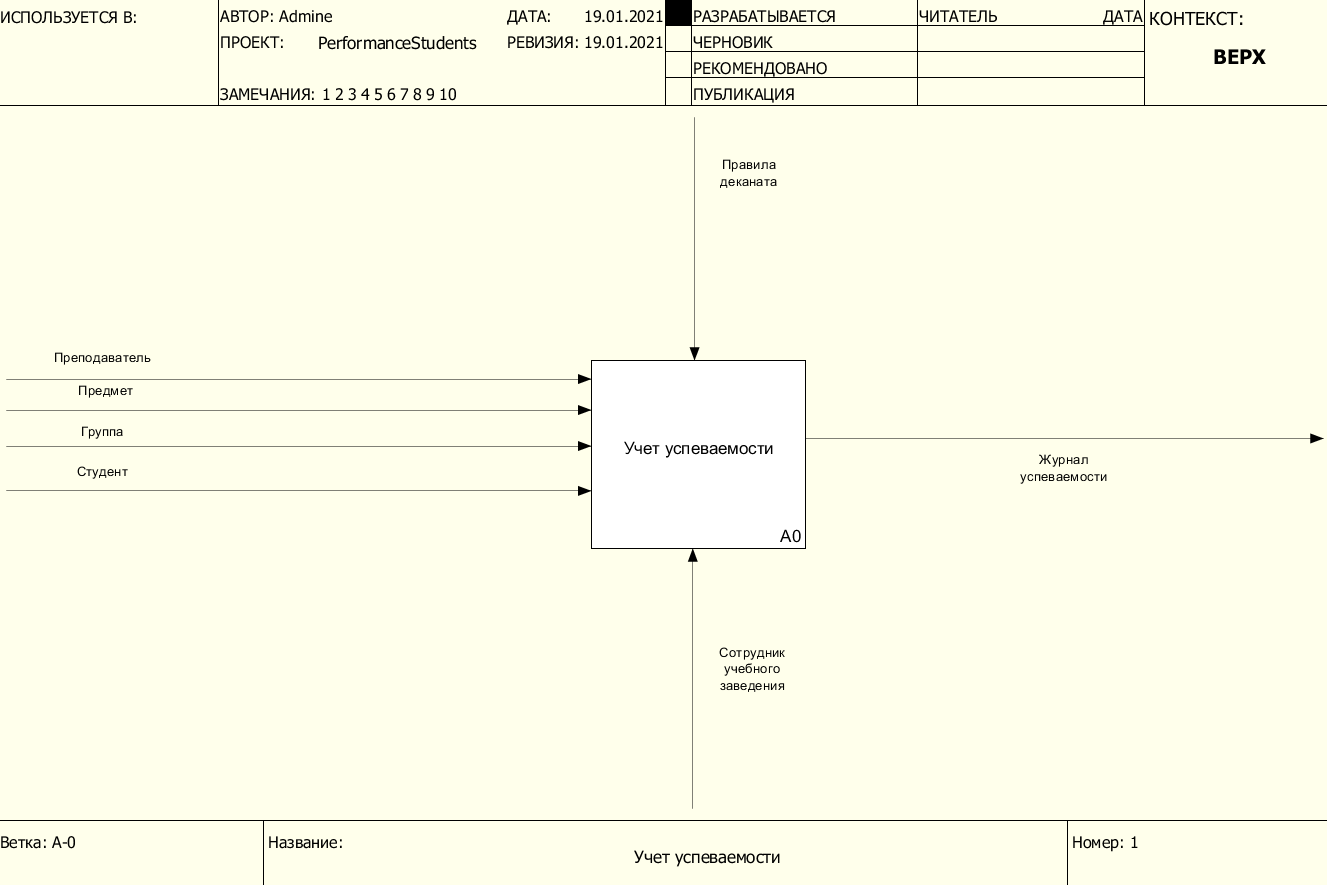 ИСПОЛЬЗУЕТСЯ В:
АВТОР: Admine
ДАТА: 19.01.2021
ПРОЕКТ: PerformanceStudents
РЕВИЗИЯ: 19.01.2021
ЗАМЕЧАНИЯ: 1 2 3 4 5 6 7 8 9 10
РАЗРАБАТЫВАЕТСЯ
ЧЕРНОВИК
РЕКОМЕНДОВАНО
ПУБЛИКАЦИЯ
ЧИТАТЕЛЬ ДАТА
КОНТЕКСТ:
ВЕРХ
Правила
деканата
Преподаватель
Предмет
Группа
Студент
Учет успеваемости
A0
Журнал
успеваемости
Сотрудник
учебного
заведения
Ветка: A-0
Название:
Учет успеваемости
Номер: 1